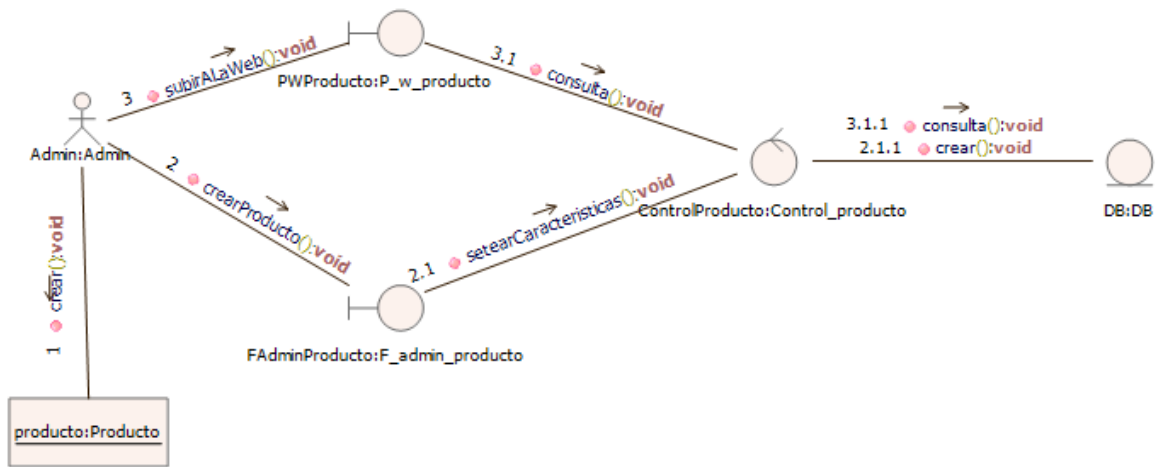 3 subirALaWeb():void
PWProducto:P_w_producto
3.1 consulta():void
3.1.1 consulta():void
2.1.1 crear():void
Admin:Admin
2 crearProducto():void
2.1 setearCaracteristicas():void
ControlProducto:Control_producto
DB:DB
1 crear():void
FAdminProducto:F_admin_producto
producto:Producto